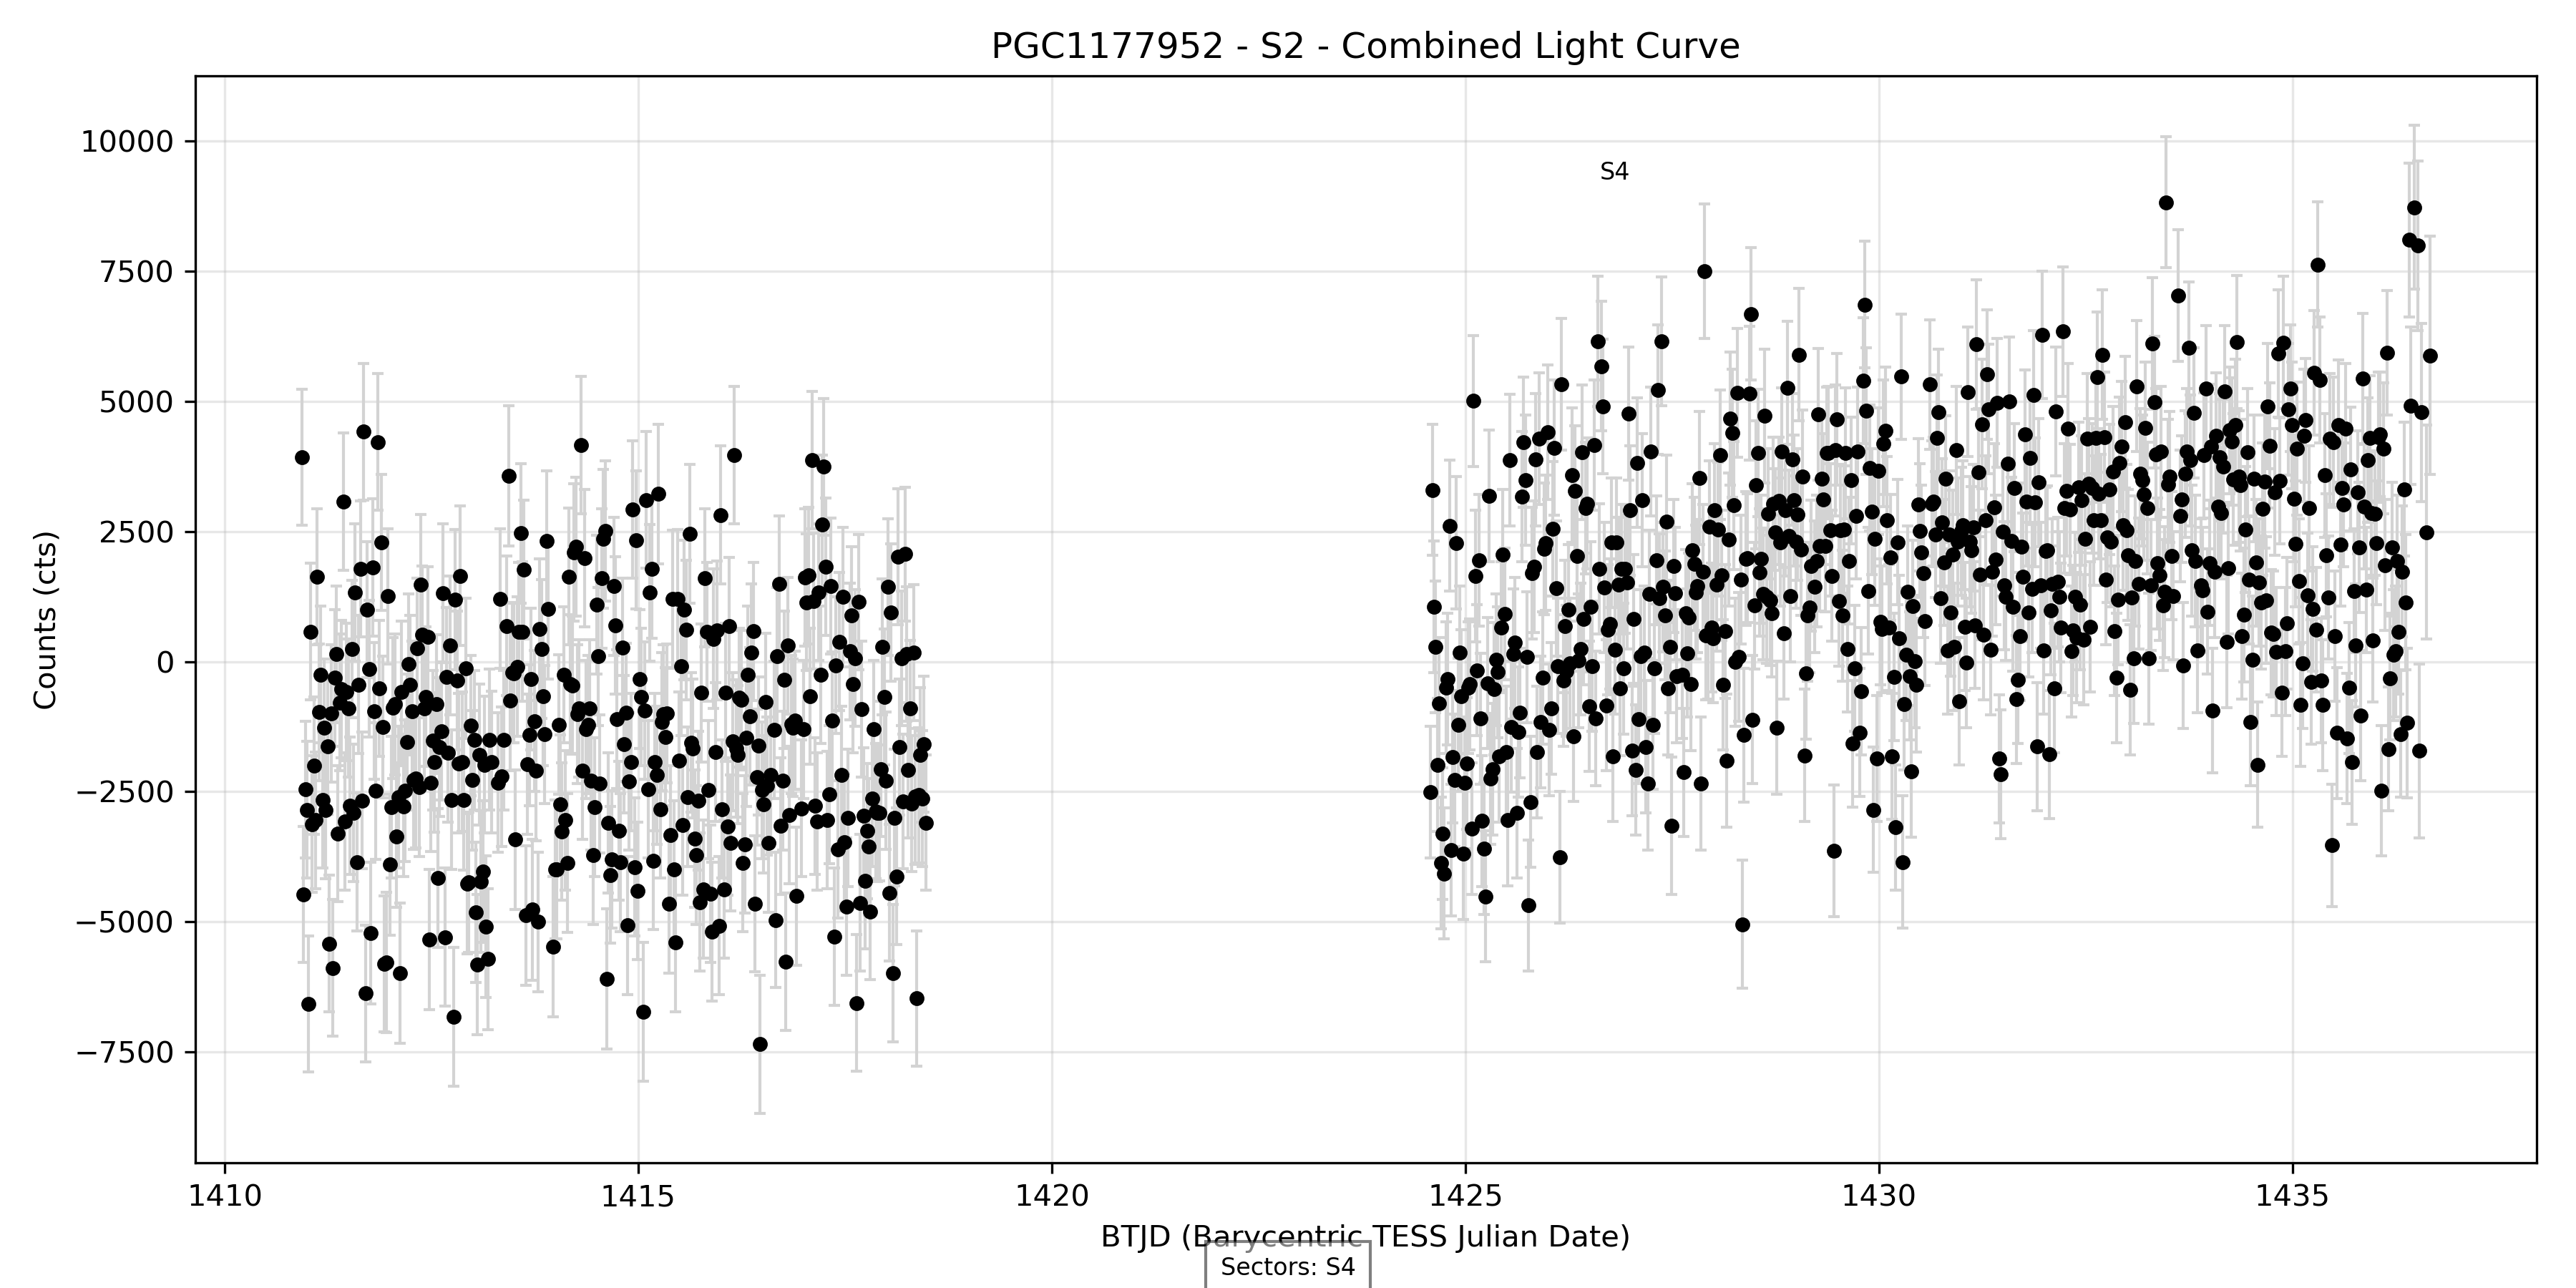 PGC1177952 - S2 - Combined Light Curve
10000
7500
5000
2500
0
−2500
−5000
−7500
Counts (cts)
S4
1410
1415
1420
1425
1430
1435
BTJD (Barycentric TESS Julian Date)
Sectors: S4